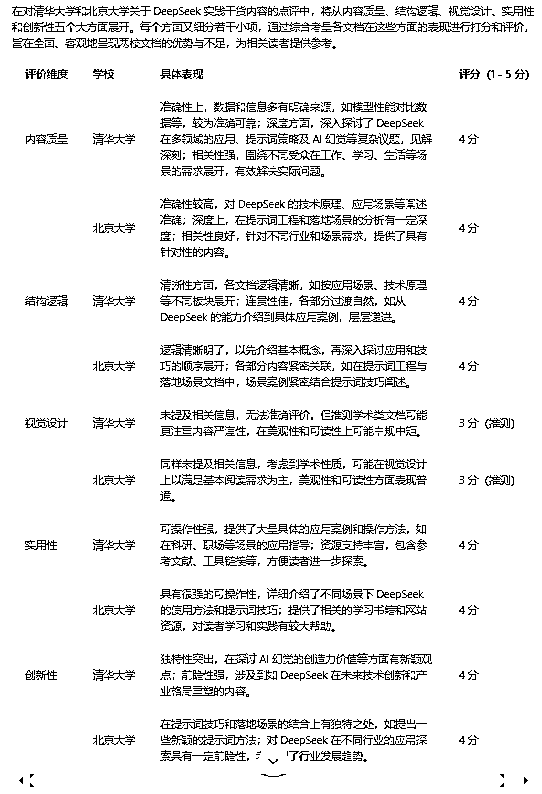 在对清华大学和北京大学关于 DeepSeek 实践干货内容的点评中，将从内容质量、结构逻辑、视觉设计、实用性
和创新性五个大方面展开。每个方面又细分若干小项，通过综合考量各文档在这些方面的表现进行打分和评价，
旨在全面、客观地呈现两校文档的优势与不足，为相关读者提供参考。
评价维度 学校 具体表现 评分（1 - 5 分）
准确性上，数据和信息多有明确来源，如模型性能对比数
据等，较为准确可靠；深度方面，深入探讨了 DeepSeek
内容质量 清华大学 在多领域的应用、提示词策略及 AI 幻觉等复杂议题，见解 4 分
深刻；相关性强，围绕不同受众在工作、学习、生活等场
景的需求展开，有效解决实际问题。
准确性较高，对 DeepSeek 的技术原理、应用场景等阐述
北京大学 准确；深度上，在提示词工程和落地场景的分析有一定深 4 分
度；相关性良好，针对不同行业和场景需求，提供了具有
针对性的内容。
清晰性方面，各文档逻辑清晰，如按应用场景、技术原理
结构逻辑 清华大学 等不同板块展开；连贯性佳，各部分过渡自然，如从 4 分
DeepSeek 的能力介绍到具体应用案例，层层递进。
逻辑清晰明了，以先介绍基本概念，再深入探讨应用和技
北京大学 巧的顺序展开；各部分内容紧密关联，如在提示词工程与 4 分
落地场景文档中，场景案例紧密结合提示词技巧阐述。
视觉设计 清华大学 未提及相关信息，无法准确评价，但推测学术类文档可能 3 分（推测）
更注重内容严谨性，在美观性和可读性上可能中规中矩。
同样未提及相关信息，考虑到学术性质，可能在视觉设计
北京大学 上以满足基本阅读需求为主，美观性和可读性方面表现普 3 分（推测）
通。
可操作性强，提供了大量具体的应用案例和操作方法，如
实用性 清华大学 在科研、职场等场景的应用指导；资源支持丰富，包含参 4 分
考文献、工具链接等，方便读者进一步探索。
具有很强的可操作性，详细介绍了不同场景下 DeepSeek
北京大学 的使用方法和提示词技巧；提供了相关的学习书籍和网站 4 分
资源，对读者学习和实践有较大帮助。
独特性突出，在探讨 AI 幻觉的创造力价值等方面有新颖观
创新性 清华大学 点；前瞻性强，涉及到如 DeepSeek 在未来技术创新和产 4 分
业格局重塑的内容。
在提示词技巧和落地场景的结合上有独特之处，如提出一
北京大学 些新颖的提示词方法；对 DeepSeek 在不同行业的应用探 4 分
索具有一定前瞻性，了行业发展趋势。